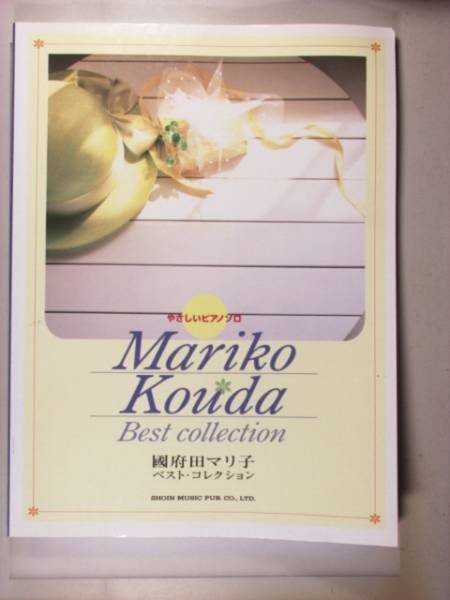 やさしいピアノソロ
Mariko
Kouda
Best collection
國府田マリ子
ベスト・コレクション
SHOIN MUSIC PUB. CO., LTD.